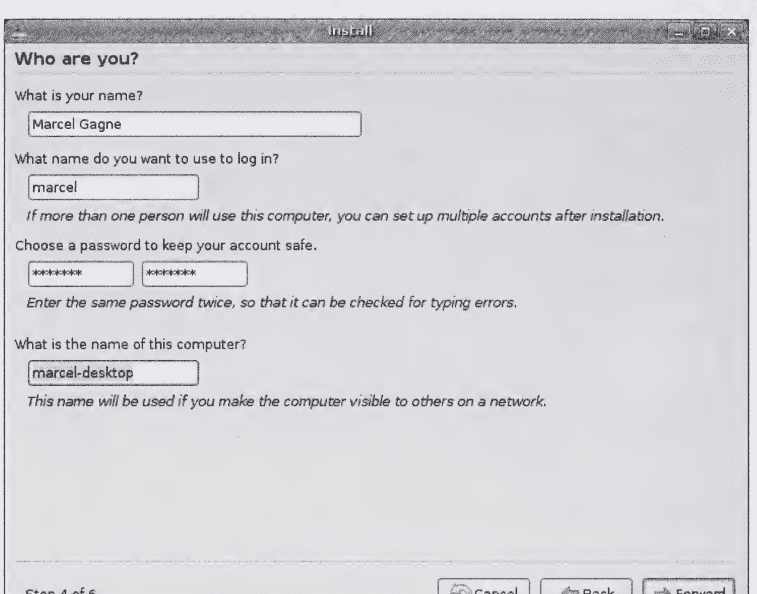 Install
Who are you?
What is your name?
Marcel Gagne
What name do you want to use to log in?
marcel
If more than one person will use this computer, you can set up multiple accounts after installation.
Choose a password to keep your account safe.
******* *******
Enter the same password twice, so that it can be checked for typing errors.
What is the name of this computer?
marcel-desktop
This name will be used if you make the computer visible to others on a network.
Step 4 of 6 Cancel Back Forward